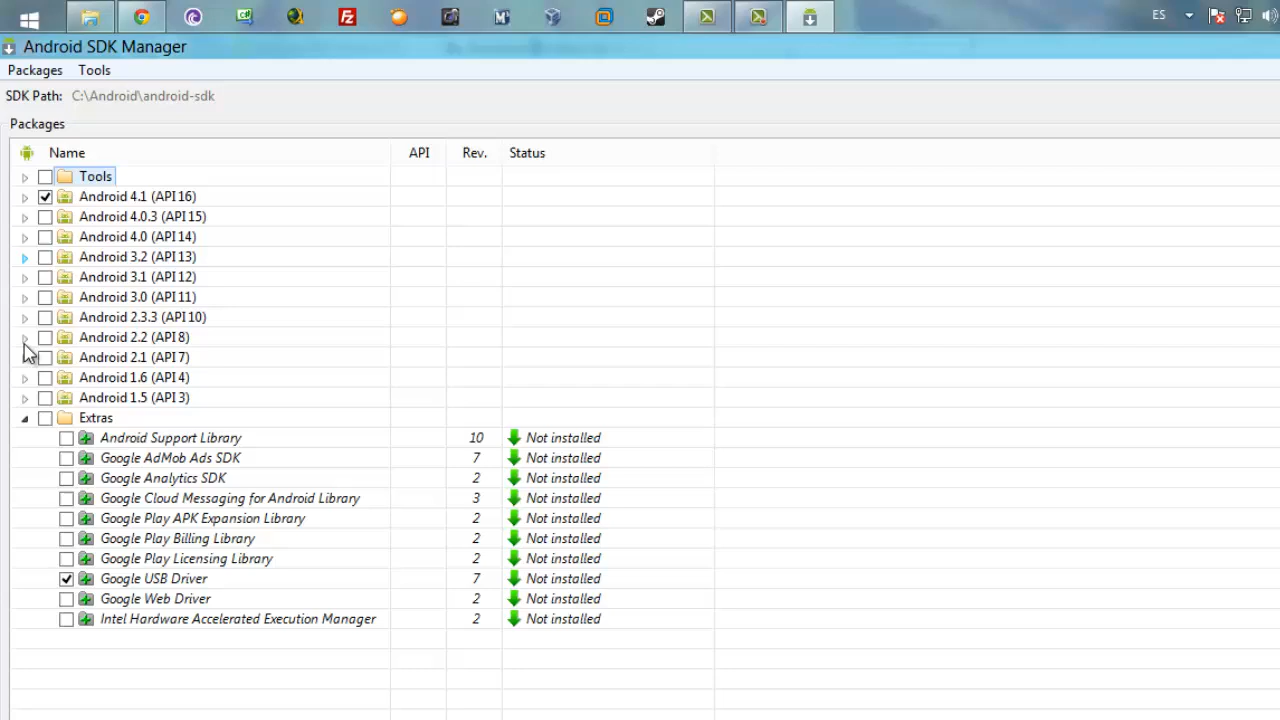 ES
Android SDK Manager
Packages Tools
SDK Path: C:\Android\android-sdk
Packages
Name API Rev. Status
Tools
Android 4.1 (API 16)
Android 4.0.3 (API 15)
Android 4.0 (API 14)
Android 3.2 (API 13)
Android 3.1 (API 12)
Android 3.0 (API 11)
Android 2.3.3 (API 10)
Android 2.2 (API 8)
Android 2.1 (API 7)
Android 1.6 (API 4)
Android 1.5 (API 3)
Extras
Android Support Library 10 Not installed
Google AdMob Ads SDK 7 Not installed
Google Analytics SDK 2 Not installed
Google Cloud Messaging for Android Library 3 Not installed
Google Play APK Expansion Library 2 Not installed
Google Play Billing Library 2 Not installed
Google Play Licensing Library 2 Not installed
Google USB Driver 7 Not installed
Google Web Driver 2 Not installed
Intel Hardware Accelerated Execution Manager 2 Not installed